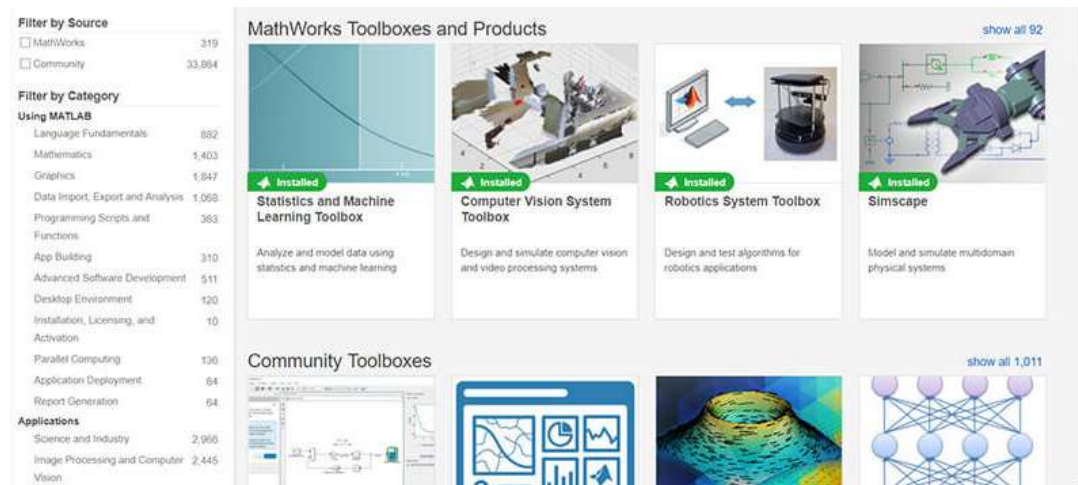 Filter by Source
MathWorks 319
Community 33,864
Filter by Category
Using MATLAB
Language Fundamentals 882
Mathematics 1,403
Graphics 1,847
Data Import, Export and Analysis 1,068
Programming Scripts and 363
Functions
App Building 310
Advanced Software Development 511
Desktop Environment 120
Installation, Licensing, and 10
Activation
Parallel Computing 136
Application Deployment 64
Report Generation 64
Applications
Science and Industry 2,966
Image Processing and Computer 2,445
Vision
MathWorks Toolboxes and Products show all 92
Installed
Statistics and Machine
Learning Toolbox
Analyze and model data using
statistics and machine learning
Installed
Computer Vision System
Toolbox
Design and simulate computer vision
and video processing systems
Installed
Robotics System Toolbox
Design and test algorithms for
robotics applications
Installed
Simscape
Model and simulate multidomain
physical systems
Community Toolboxes show all 1,011